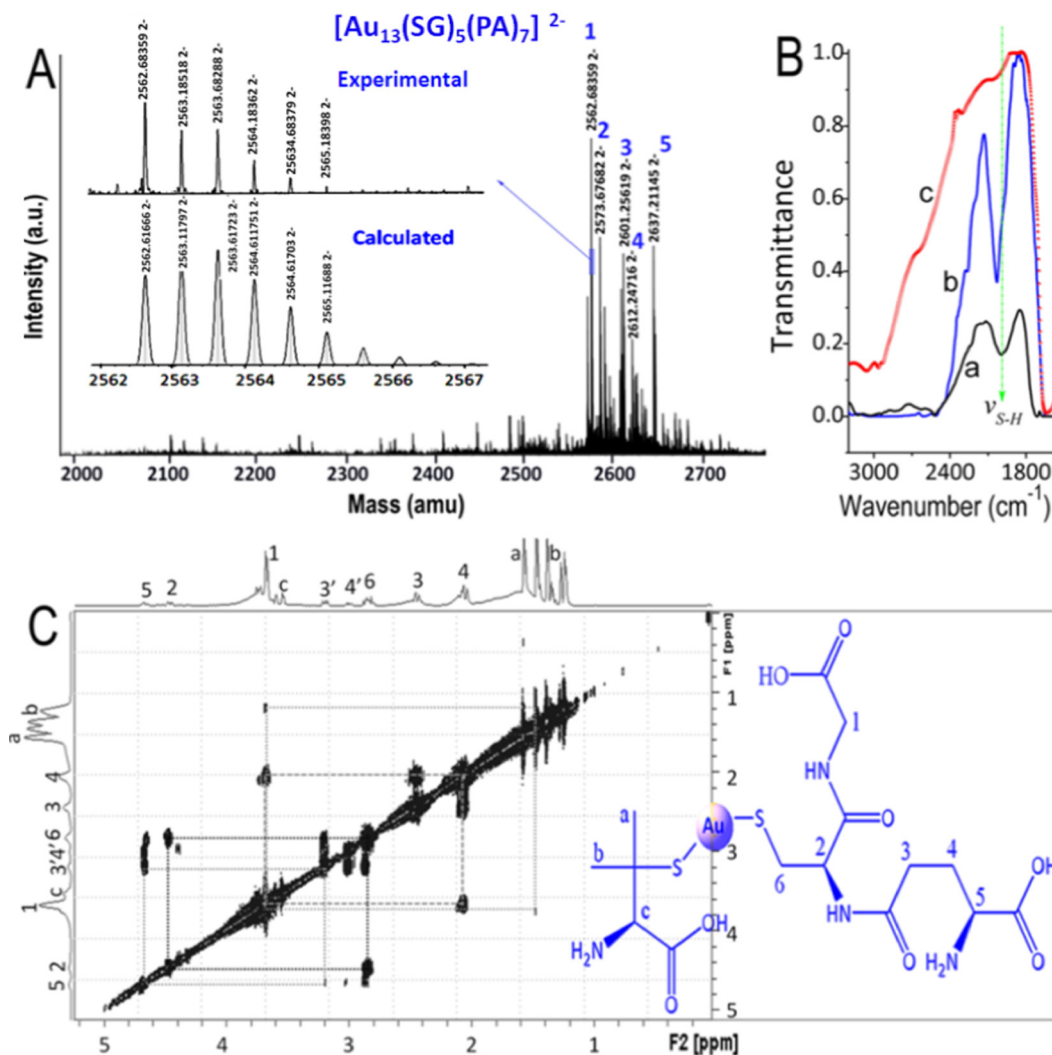 [Au13(SG)5(PA)7] 2-
A
Experimental
Calculated
2562.68359 2-
2563.18518 2-
2563.68288 2-
2564.18362 2-
25634.68379 2-
2565.18398 2-
2562.61666 2-
2563.11797 2-
2563.61723 2-
2564.611751 2-
2564.61703 2-
2565.11688 2-
2562 2563 2564 2565 2566 2567
1
2562.68359 2-
2
2573.67682 2-
3
2601.25619 2-
4
2612.24716 2-
5
2637.21145 2-
Intensity (a.u.)
2000 2100 2200 2300 2400 2500 2600 2700
Mass (amu)
B
1.0
0.8
0.6
0.4
0.2
0.0
Transmittance
c
b
a
νS-H
3000 2400 1800
Wavenumber (cm-1)
C
5 2 1 c 3' 4' 6 3 4 a b
a b
4
3
3'4'6
c
1
5 2
F1 [ppm]
1
2
3
4
5
5 4 3 2 1
F2 [ppm]
O
HO
1
HN
a
Au
S
O
b
S
2
3
4
6
OH
c
OH
HN
5
H2N
O
O
H2N
O